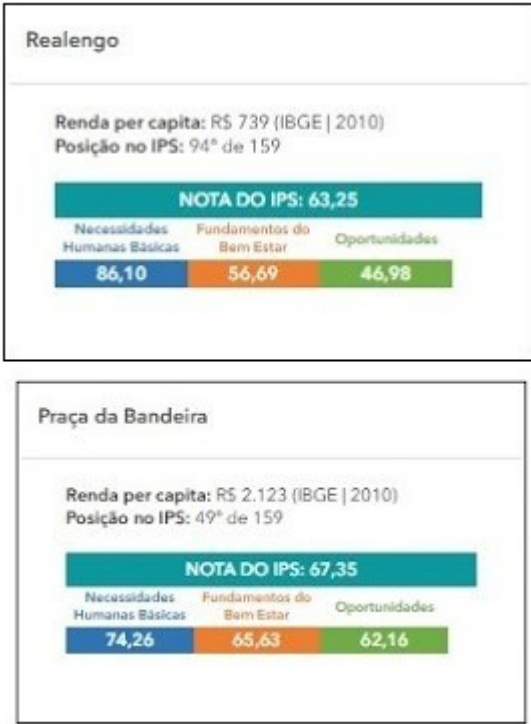 Realengo
Renda per capita: R$ 739 (IBGE | 2010)
Posição no IPS: 94º de 159
NOTA DO IPS: 63,25
Necessidades Humanas Básicas
Fundamentos do Bem Estar
Oportunidades
86,10 56,69 46,98
Praça da Bandeira
Renda per capita: R$ 2.123 (IBGE | 2010)
Posição no IPS: 49º de 159
NOTA DO IPS: 67,35
Necessidades Humanas Básicas
Fundamentos do Bem Estar
Oportunidades
74,26 65,63 62,16